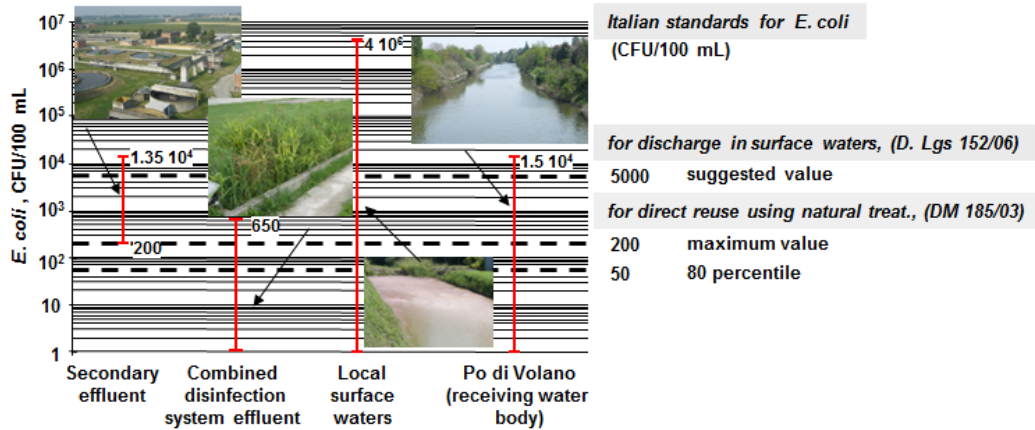 E. coli , CFU/100 mL
10⁷
10⁶
10⁵
10⁴
10³
10²
10
1
4 10⁶
1.35 10⁴
1.5 10⁴
650
200
Secondary
effluent
Combined
disinfection
system effluent
Local
surface
waters
Po di Volano
(receiving water
body)
Italian standards for E. coli
(CFU/100 mL)
for discharge in surface waters, (D. Lgs 152/06)
5000 suggested value
for direct reuse using natural treat., (DM 185/03)
200 maximum value
50 80 percentile